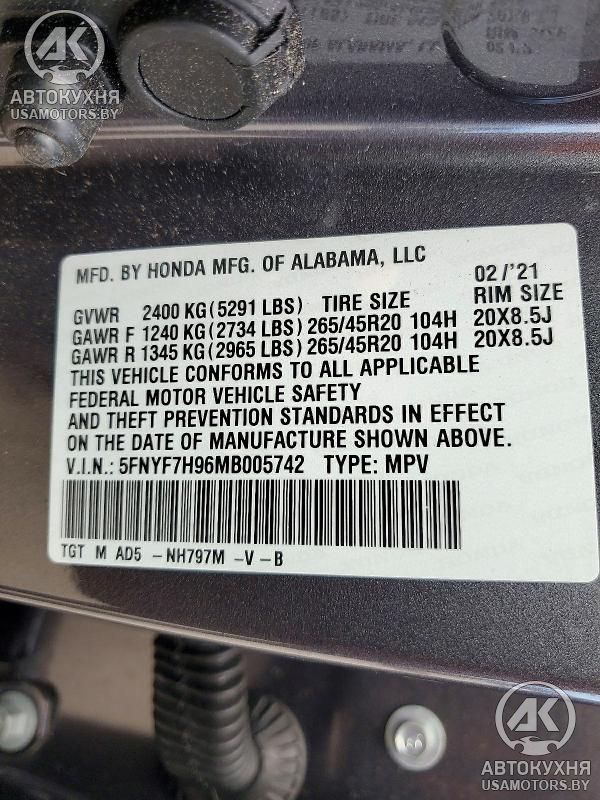 AK
АВТОКУХНЯ
USAMOTORS.BY
MFD. BY HONDA MFG. OF ALABAMA, LLC 02/'21
GVWR 2400 KG(5291 LBS) TIRE SIZE RIM SIZE
GAWR F 1240 KG(2734 LBS) 265/45R20 104H 20X8.5J
GAWR R 1345 KG(2965 LBS) 265/45R20 104H 20X8.5J
THIS VEHICLE CONFORMS TO ALL APPLICABLE
FEDERAL MOTOR VEHICLE SAFETY
AND THEFT PREVENTION STANDARDS IN EFFECT
ON THE DATE OF MANUFACTURE SHOWN ABOVE.
V.I.N.: 5FNYF7H96MB005742 TYPE: MPV
TGT M AD5 -NH797M -V -B
AK
АВТОКУХНЯ
USAMOTORS.BY